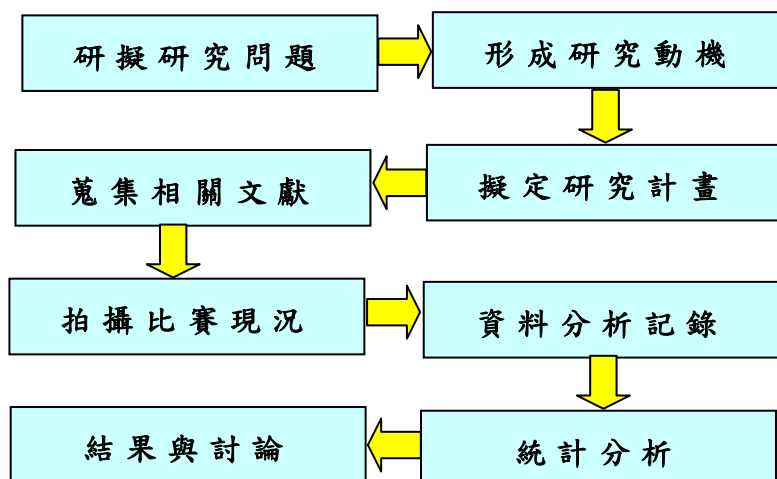 研擬研究問題
形成研究動機
擬定研究計畫
蒐集相關文獻
拍攝比賽現況
資料分析記錄
統計分析
結果與討論